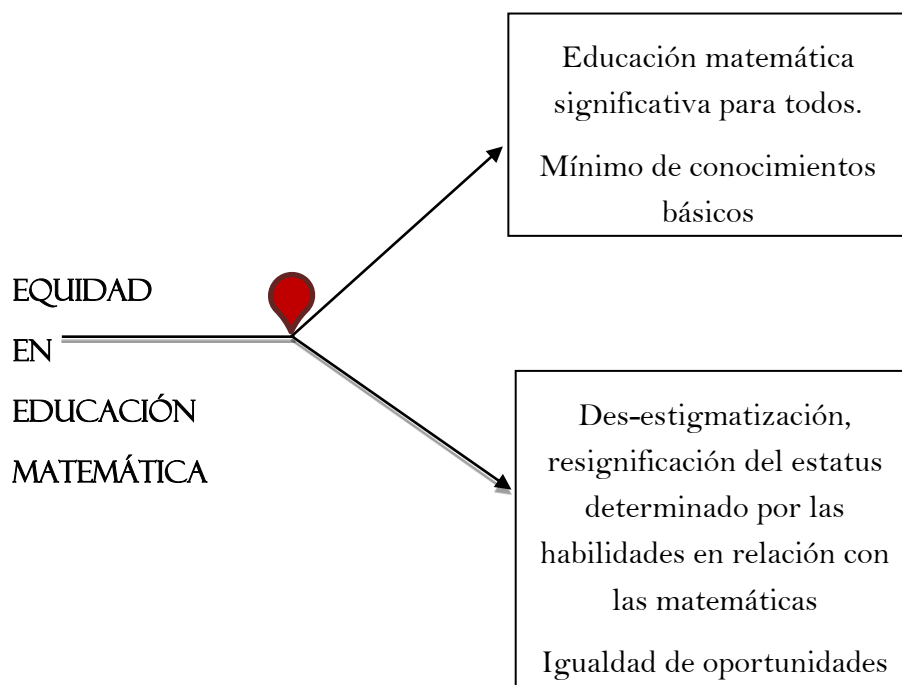 EQUIDAD
EN
EDUCACIÓN
MATEMÁTICA
Educación matemática
significativa para todos.
Mínimo de conocimientos
básicos
Des-estigmatización,
resignificación del estatus
determinado por las
habilidades en relación con
las matemáticas
Igualdad de oportunidades